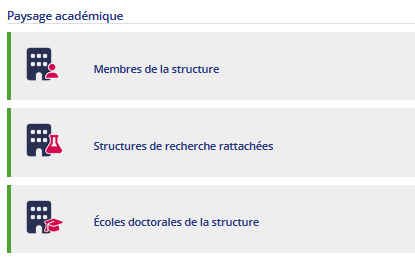 Paysage académique
Membres de la structure
Structures de recherche rattachées
Écoles doctorales de la structure